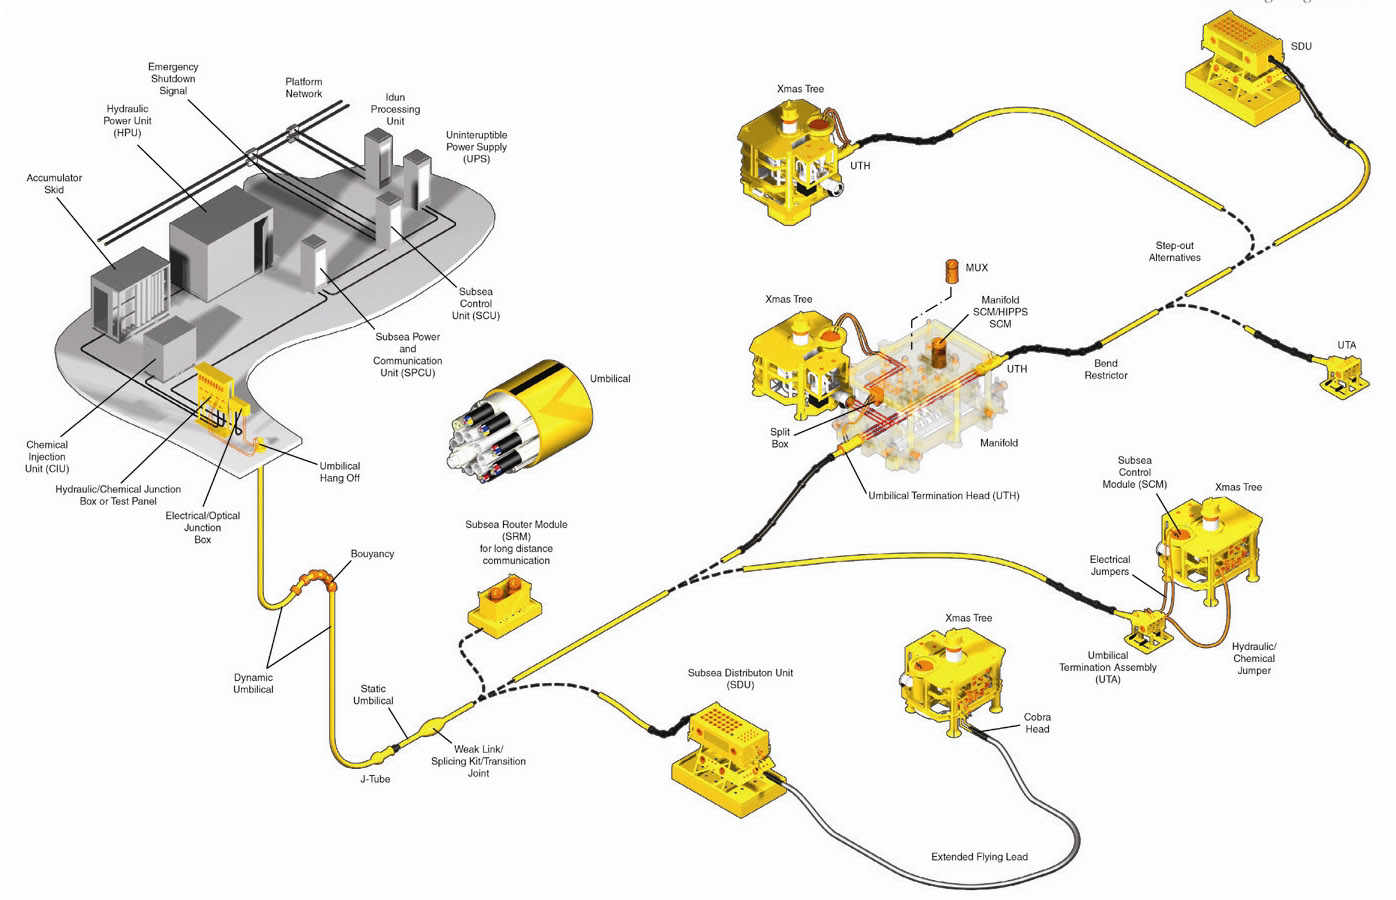 Emergency
Shutdown
Signal
Platform
Network
Hydraulic
Power Unit
(HPU)
Idun
Processing
Unit
Uninteruptible
Power Supply
(UPS)
Accumulator
Skid
Subsea
Control
Unit (SCU)
Subsea Power
and
Communication
Unit (SPCU)
Chemical
Injection
Unit (CIU)
Hydraulic/Chemical Junction
Box or Test Panel
Electrical/Optical
Junction
Box
Umbilical
Hang Off
Umbilical
Bouyancy
Dynamic
Umbilical
Static
Umbilical
J-Tube
Weak Link/
Splicing Kit/Transition
Joint
Subsea Router Module
(SRM)
for long distance
communication
Subsea Distributon Unit
(SDU)
Extended Flying Lead
Cobra
Head
Xmas Tree
Umbilical
Termination Assembly
(UTA)
Hydraulic/
Chemical
Jumper
Electrical
Jumpers
Subsea
Control
Module (SCM)
Xmas Tree
Umbilical Termination Head (UTH)
Split
Box
Manifold
Xmas Tree
MUX
Manifold
SCM/HIPPS
SCM
UTH
Bend
Restrictor
UTA
Step-out
Alternatives
Xmas Tree
UTH
SDU